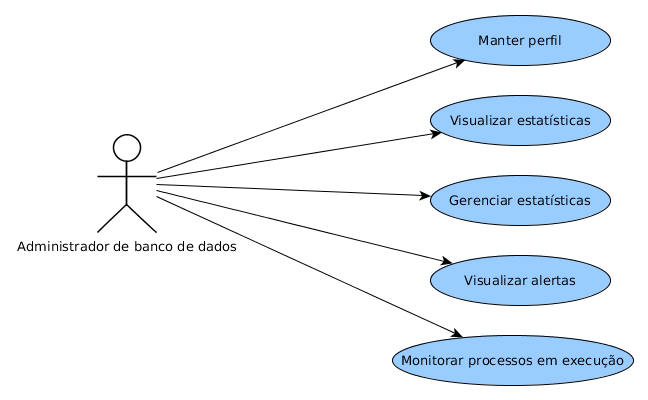 Manter perfil
Visualizar estatísticas
Gerenciar estatísticas
Administrador de banco de dados
Visualizar alertas
Monitorar processos em execução